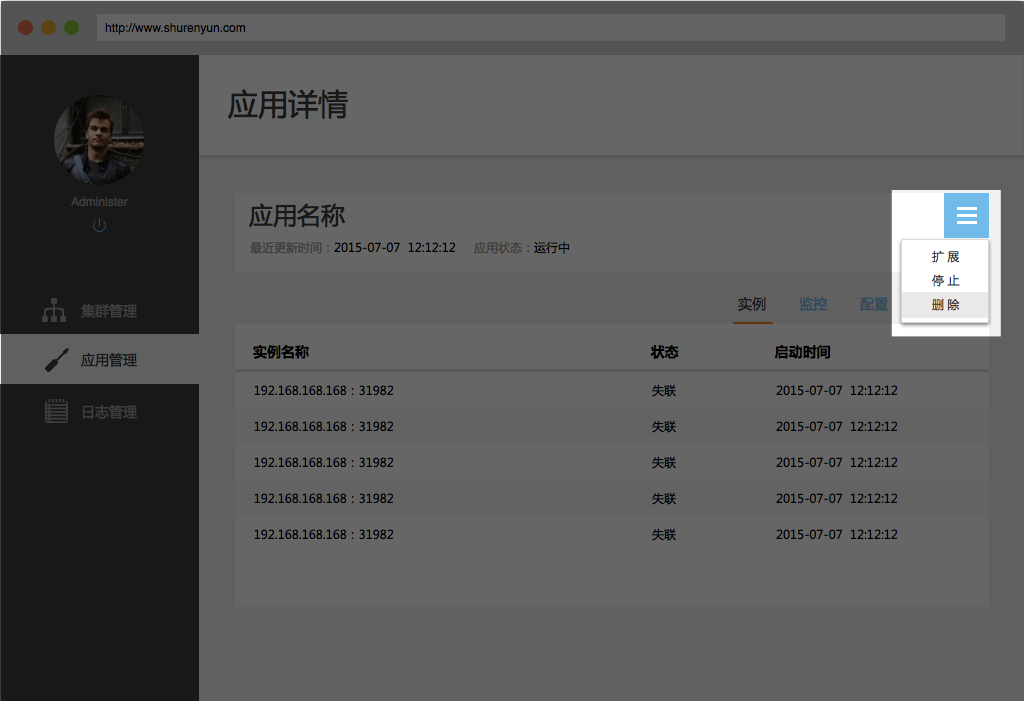 http://www.shurenyun.com
应用详情
Administer
应用名称
最近更新时间：2015-07-07 12:12:12 应用状态：运行中
扩 展
停 止
删 除
集群管理
应用管理
日志管理
实例 监控 配置
实例名称 状态 启动时间
192.168.168.168：31982 失联 2015-07-07 12:12:12
192.168.168.168：31982 失联 2015-07-07 12:12:12
192.168.168.168：31982 失联 2015-07-07 12:12:12
192.168.168.168：31982 失联 2015-07-07 12:12:12
192.168.168.168：31982 失联 2015-07-07 12:12:12